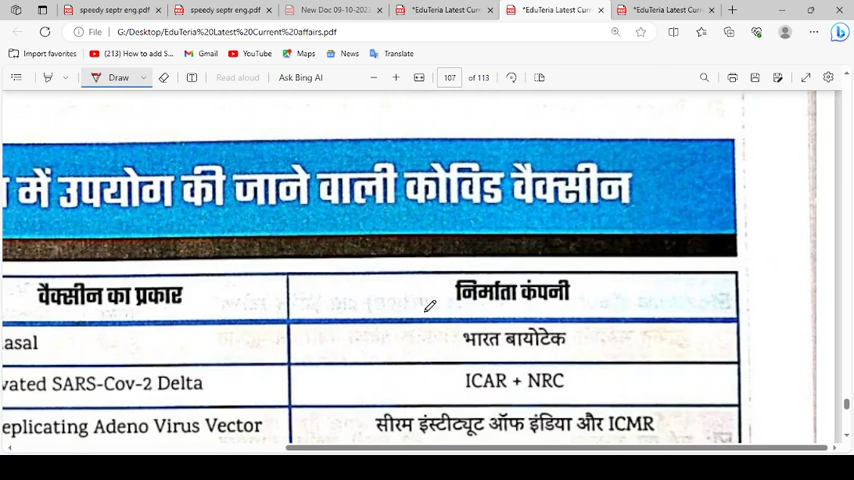 speedy septr eng.pdf
speedy septr eng.pdf
New Doc 09-10-202
*EduTeria Latest Cur
*EduTeria Latest Cur
*EduTeria Latest Curr
File G:/Desktop/EduTeria%20Latest%20Current%20affairs.pdf
Import favorites (213) How to add S... Gmail YouTube Maps News Translate
Draw Read aloud Ask Bing AI 107 of 113
में उपयोग की जाने वाली कोविड वैक्सीन
वैक्सीन का प्रकार निर्माता कंपनी
asal भारत बायोटेक
vated SARS-Cov-2 Delta ICAR + NRC
eplicating Adeno Virus Vector सीरम इंस्टीट्यूट ऑफ इंडिया और ICMR